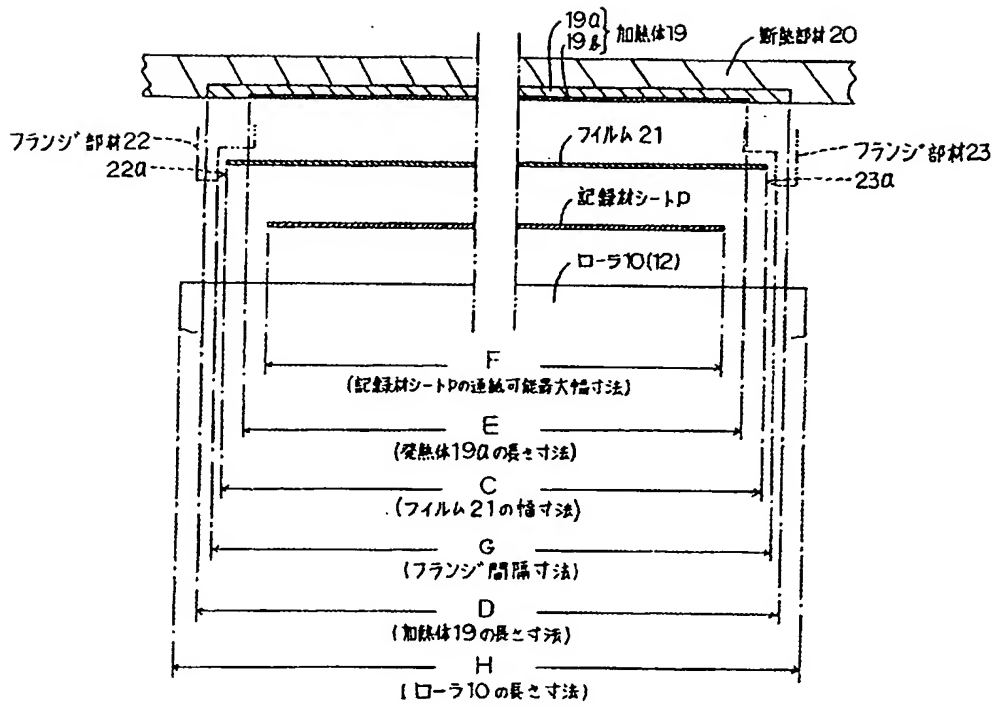 19a
19b
加熱体19
断熱部材20
フランジ部材22
22a
フイルム21
フランジ部材23
23a
記録材シートP
ローラ10(12)
F
(記録材シートPの通紙可能最大幅寸法)
E
(発熱体19aの長さ寸法)
C
(フイルム21の幅寸法)
G
(フランジ間隔寸法)
D
(加熱体19の長さ寸法)
H
(ローラ10の長さ寸法)